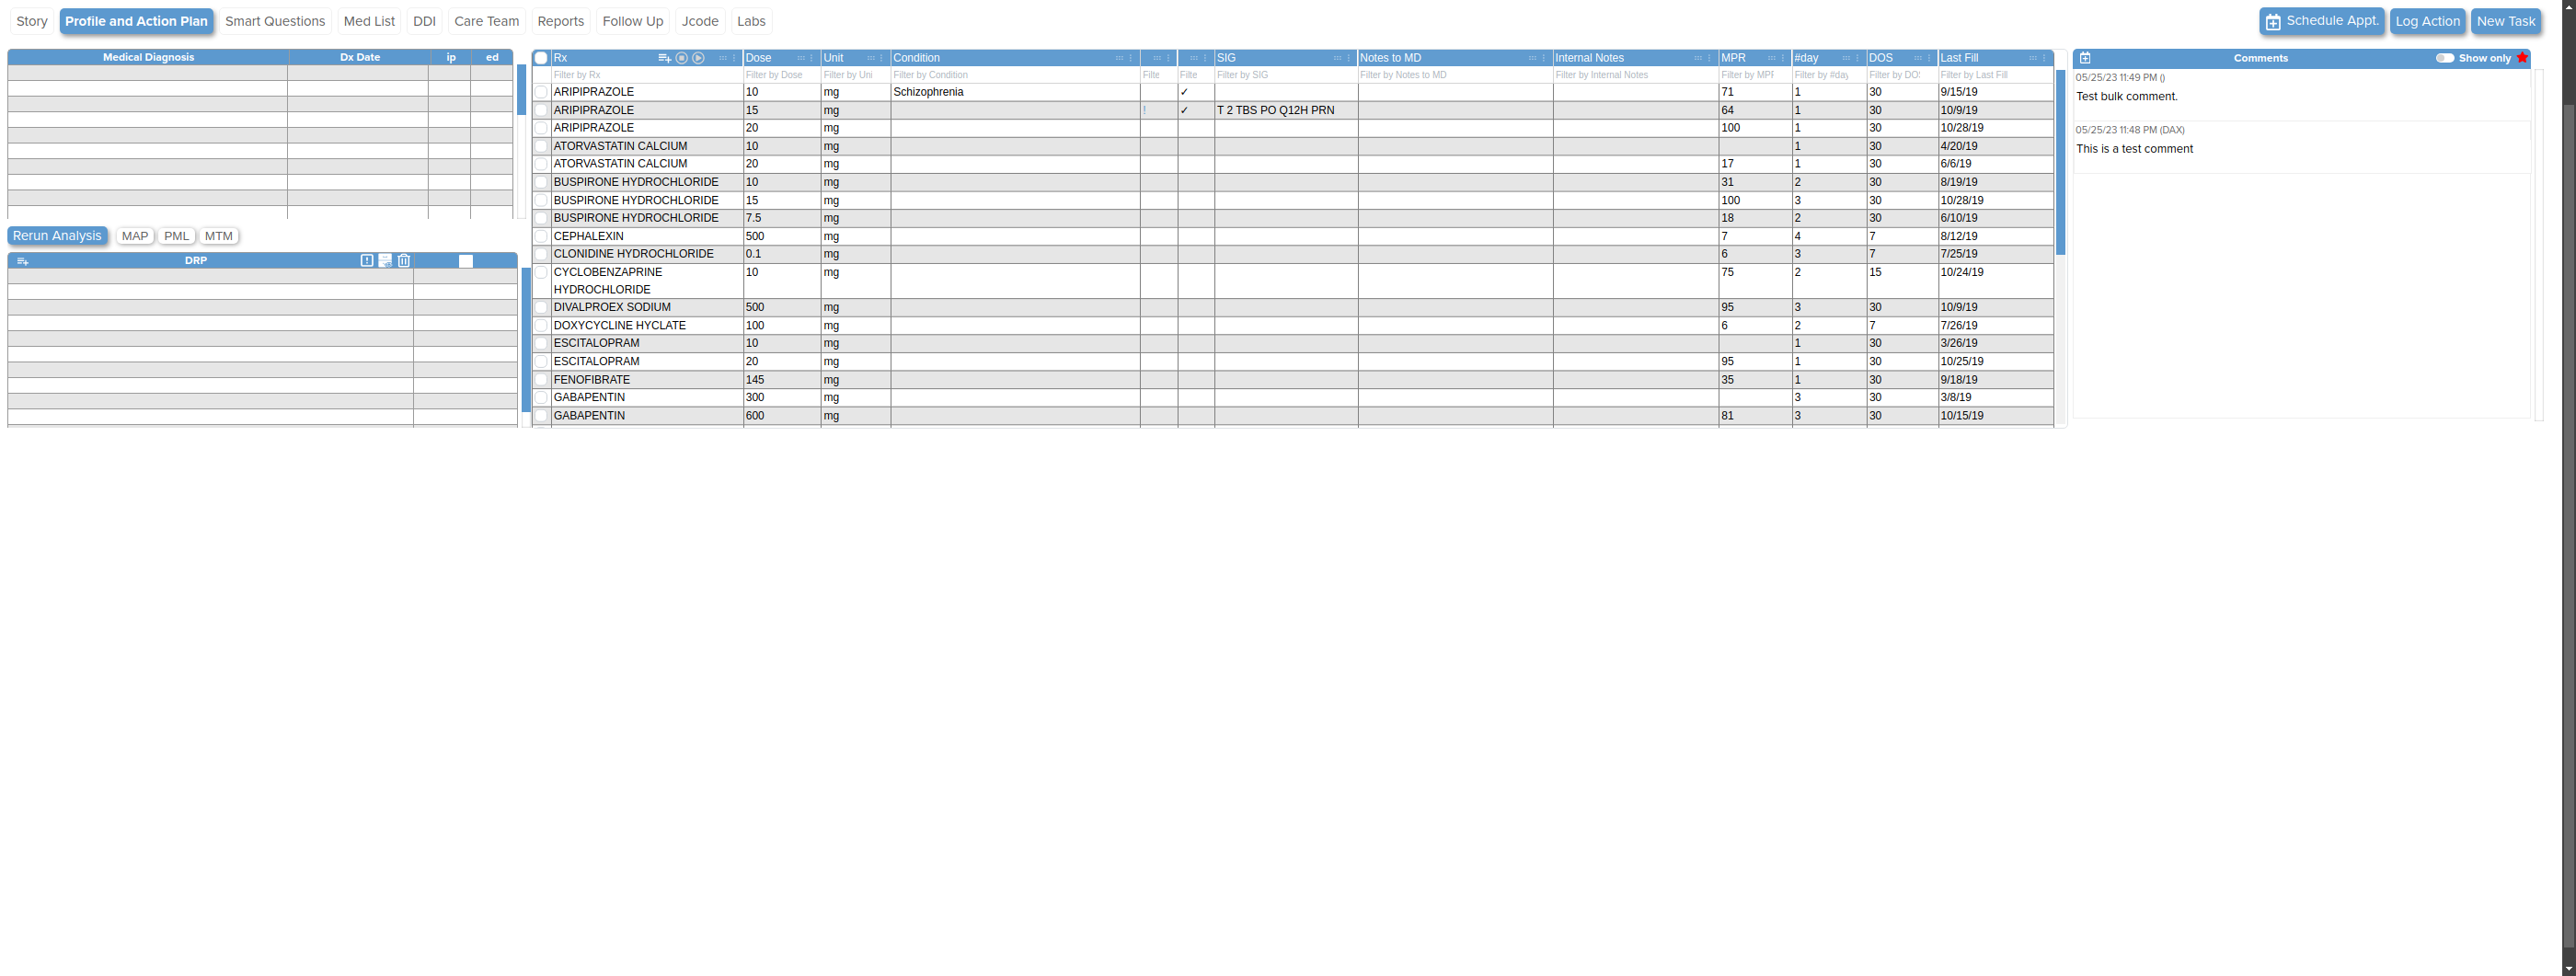 Story Profile and Action Plan Smart Questions Med List DDI Care Team Reports Follow Up Jcode Labs Schedule Appt. Log Action New Task
Medical Diagnosis Dx Date ip ed
Rerun Analysis MAP PML MTM
DRP
Rx Dose Unit Condition SIG Notes to MD Internal Notes MPR #day DOS Last Fill
Filter by Rx Filter by Dose Filter by Uni Filter by Condition Filte Filte Filter by SIG Filter by Notes to MD Filter by Internal Notes Filter by MPF Filter by #day Filter by DO Filter by Last Fill
ARIPIPRAZOLE 10 mg Schizophrenia ✓ 71 1 30 9/15/19
ARIPIPRAZOLE 15 mg ! ✓ T 2 TBS PO Q12H PRN 64 1 30 10/9/19
ARIPIPRAZOLE 20 mg 100 1 30 10/28/19
ATORVASTATIN CALCIUM 10 mg 1 30 4/20/19
ATORVASTATIN CALCIUM 20 mg 17 1 30 6/6/19
BUSPIRONE HYDROCHLORIDE 10 mg 31 2 30 8/19/19
BUSPIRONE HYDROCHLORIDE 15 mg 100 3 30 10/28/19
BUSPIRONE HYDROCHLORIDE 7.5 mg 18 2 30 6/10/19
CEPHALEXIN 500 mg 7 4 7 8/12/19
CLONIDINE HYDROCHLORIDE 0.1 mg 6 3 7 7/25/19
CYCLOBENZAPRINE 10 mg 75 2 15 10/24/19
HYDROCHLORIDE
DIVALPROEX SODIUM 500 mg 95 3 30 10/9/19
DOXYCYCLINE HYCLATE 100 mg 6 2 7 7/26/19
ESCITALOPRAM 10 mg 1 30 3/26/19
ESCITALOPRAM 20 mg 95 1 30 10/25/19
FENOFIBRATE 145 mg 35 1 30 9/18/19
GABAPENTIN 300 mg 3 30 3/8/19
GABAPENTIN 600 mg 81 3 30 10/15/19
Comments Show only
05/25/23 11:49 PM ()
Test bulk comment.
05/25/23 11:48 PM (DAX)
This is a test comment